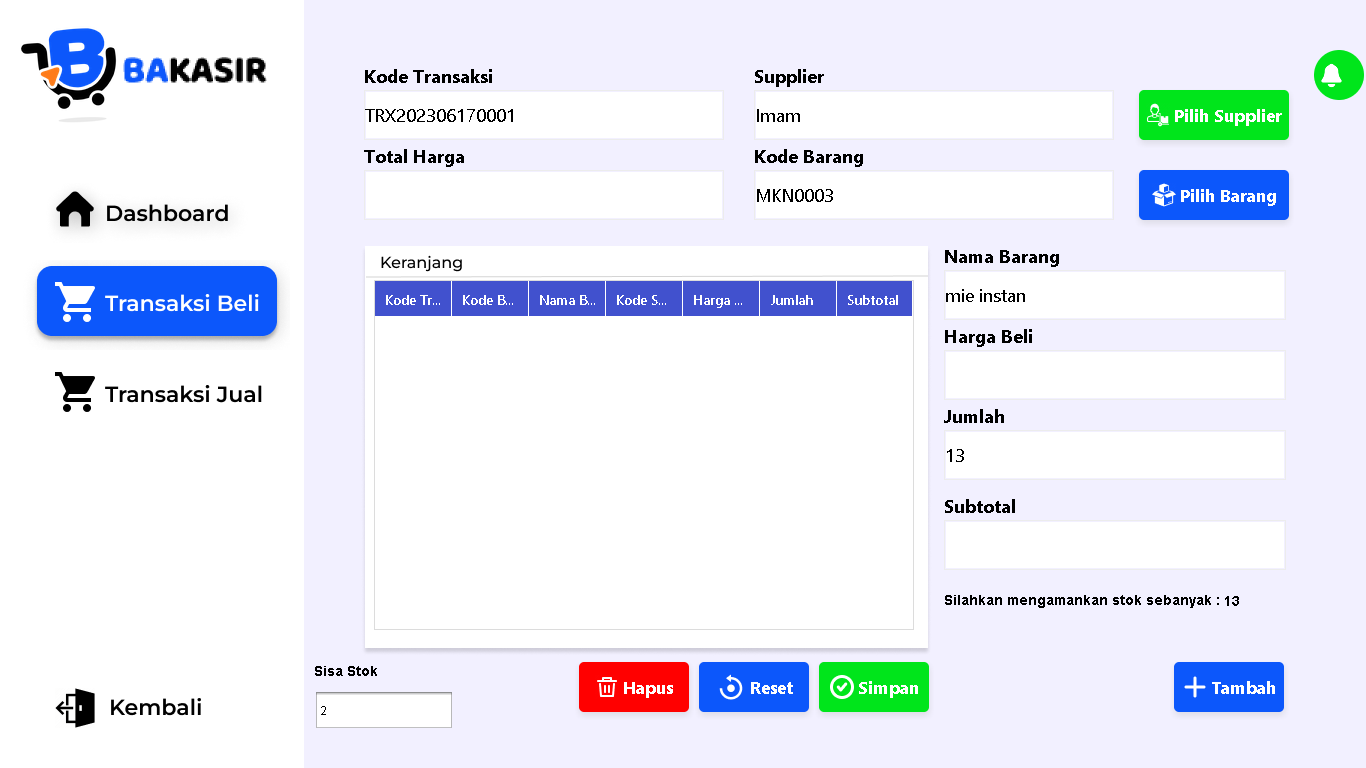 BAKASIR
Dashboard
Transaksi Beli
Transaksi Jual
Kembali
Kode Transaksi
TRX202306170001
Supplier
Imam
Pilih Supplier
Total Harga
Kode Barang
MKN0003
Pilih Barang
Keranjang
Kode Tr... Kode B... Nama B... Kode S... Harga ... Jumlah Subtotal
Nama Barang
mie instan
Harga Beli
Jumlah
13
Subtotal
Silahkan mengamankan stok sebanyak : 13
Sisa Stok
2
Hapus
Reset
Simpan
Tambah